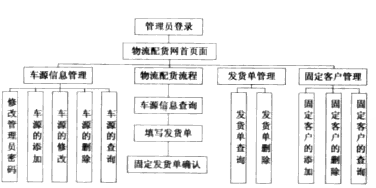 管理员登录
物流配货网首页面
车源信息管理
物流配货流程
发货单管理
固定客户管理
修改管理员密码
车源的添加
车源的修改
车源的删除
车源的查询
车源信息查询
填写发货单
固定发货单确认
发货单查询
发货单删除
固定客户的添加
固定客户的删除
固定客户的查询